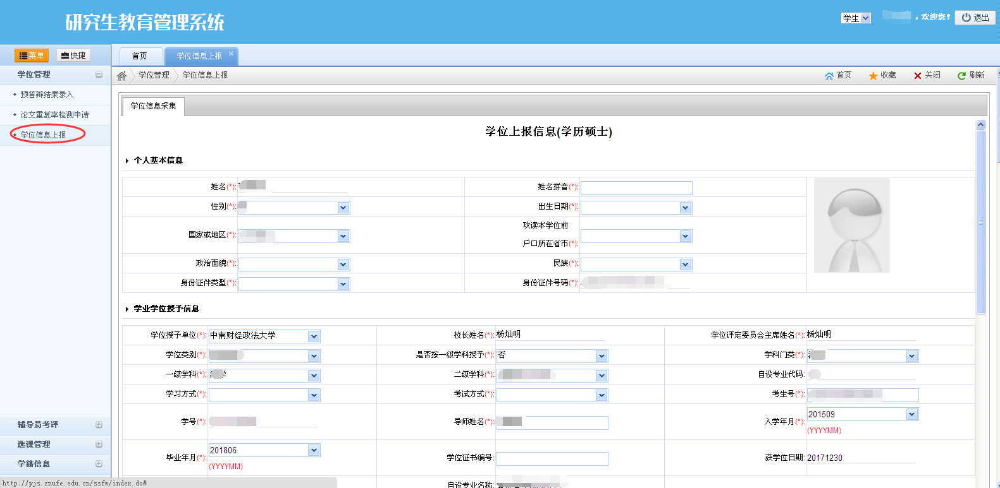 研究生教育管理系统
学生
，欢迎您!
退出
菜单
快捷
首页
学位信息上报
学位管理
预答辩结果录入
论文重复率检测申请
学位信息上报
辅导员考评
选课管理
学籍信息
学位管理
学位信息上报
首页
收藏
关闭
刷新
学位信息采集
学位上报信息(学历硕士)
个人基本信息
姓名(*):
姓名拼音(*):
性别(*):
出生日期(*):
国家或地区(*):
攻读本学位前
户口所在省市(*):
政治面貌(*):
民族(*):
身份证件类型(*):
身份证件号码(*):
学业学位授予信息
学位授予单位(*): 中南财经政法大学
校长姓名(*): 杨灿明
学位评定委员会主席姓名(*): 杨灿明
学位类别(*):
是否按一级学科授予(*): 否
学科门类(*):
一级学科(*):
二级学科(*):
自设专业代码:
学习方式(*):
考试方式(*):
考生号(*):
学号(*):
导师姓名(*):
入学年月(*): 201509
(YYYYMM)
毕业年月(*): 201806
(YYYYMM)
学位证书编号:
获学位日期: 20171230
自设专业名称:
http://yjs.znufe.edu.cn/ssfw/index.do#